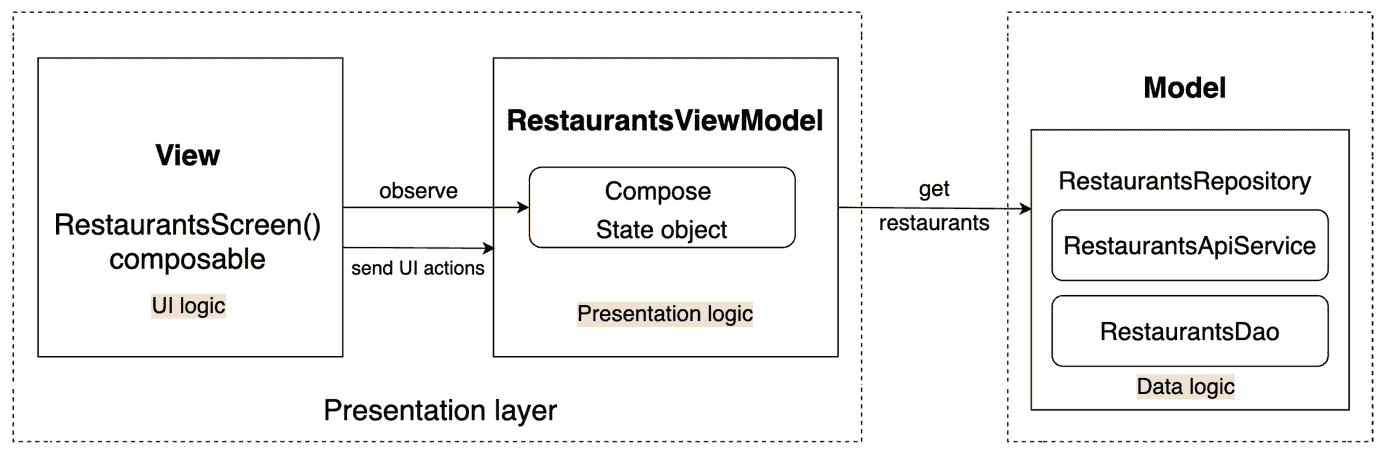 View
RestaurantsScreen()
composable
UI logic
observe
send UI actions
RestaurantsViewModel
Compose
State object
Presentation logic
Presentation layer
get
restaurants
Model
RestaurantsRepository
RestaurantsApiService
RestaurantsDao
Data logic